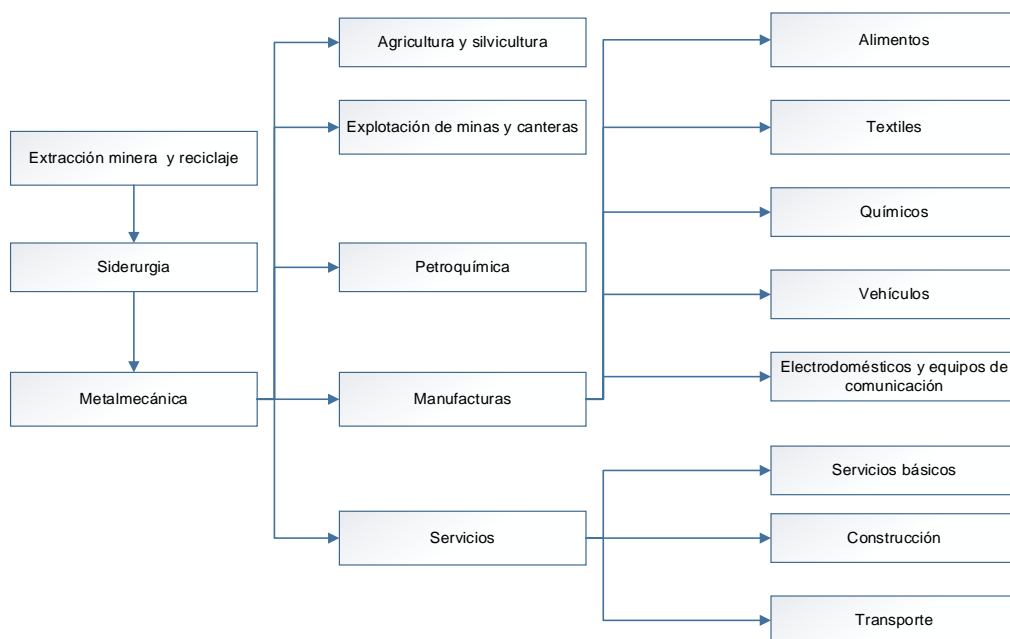 Extracción minera  y reciclaje
Siderurgia
Metalmecánica
Agricultura y silvicultura
Explotación de minas y canteras
Petroquímica
Manufacturas
Servicios
Alimentos
Textiles
Químicos
Vehículos
Electrodomésticos y equipos de
comunicación
Servicios básicos
Construcción
Transporte